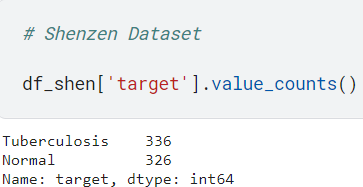 # Shenzen Dataset
df_shen['target'].value_counts()
Tuberculosis    336
Normal          326
Name: target, dtype: int64